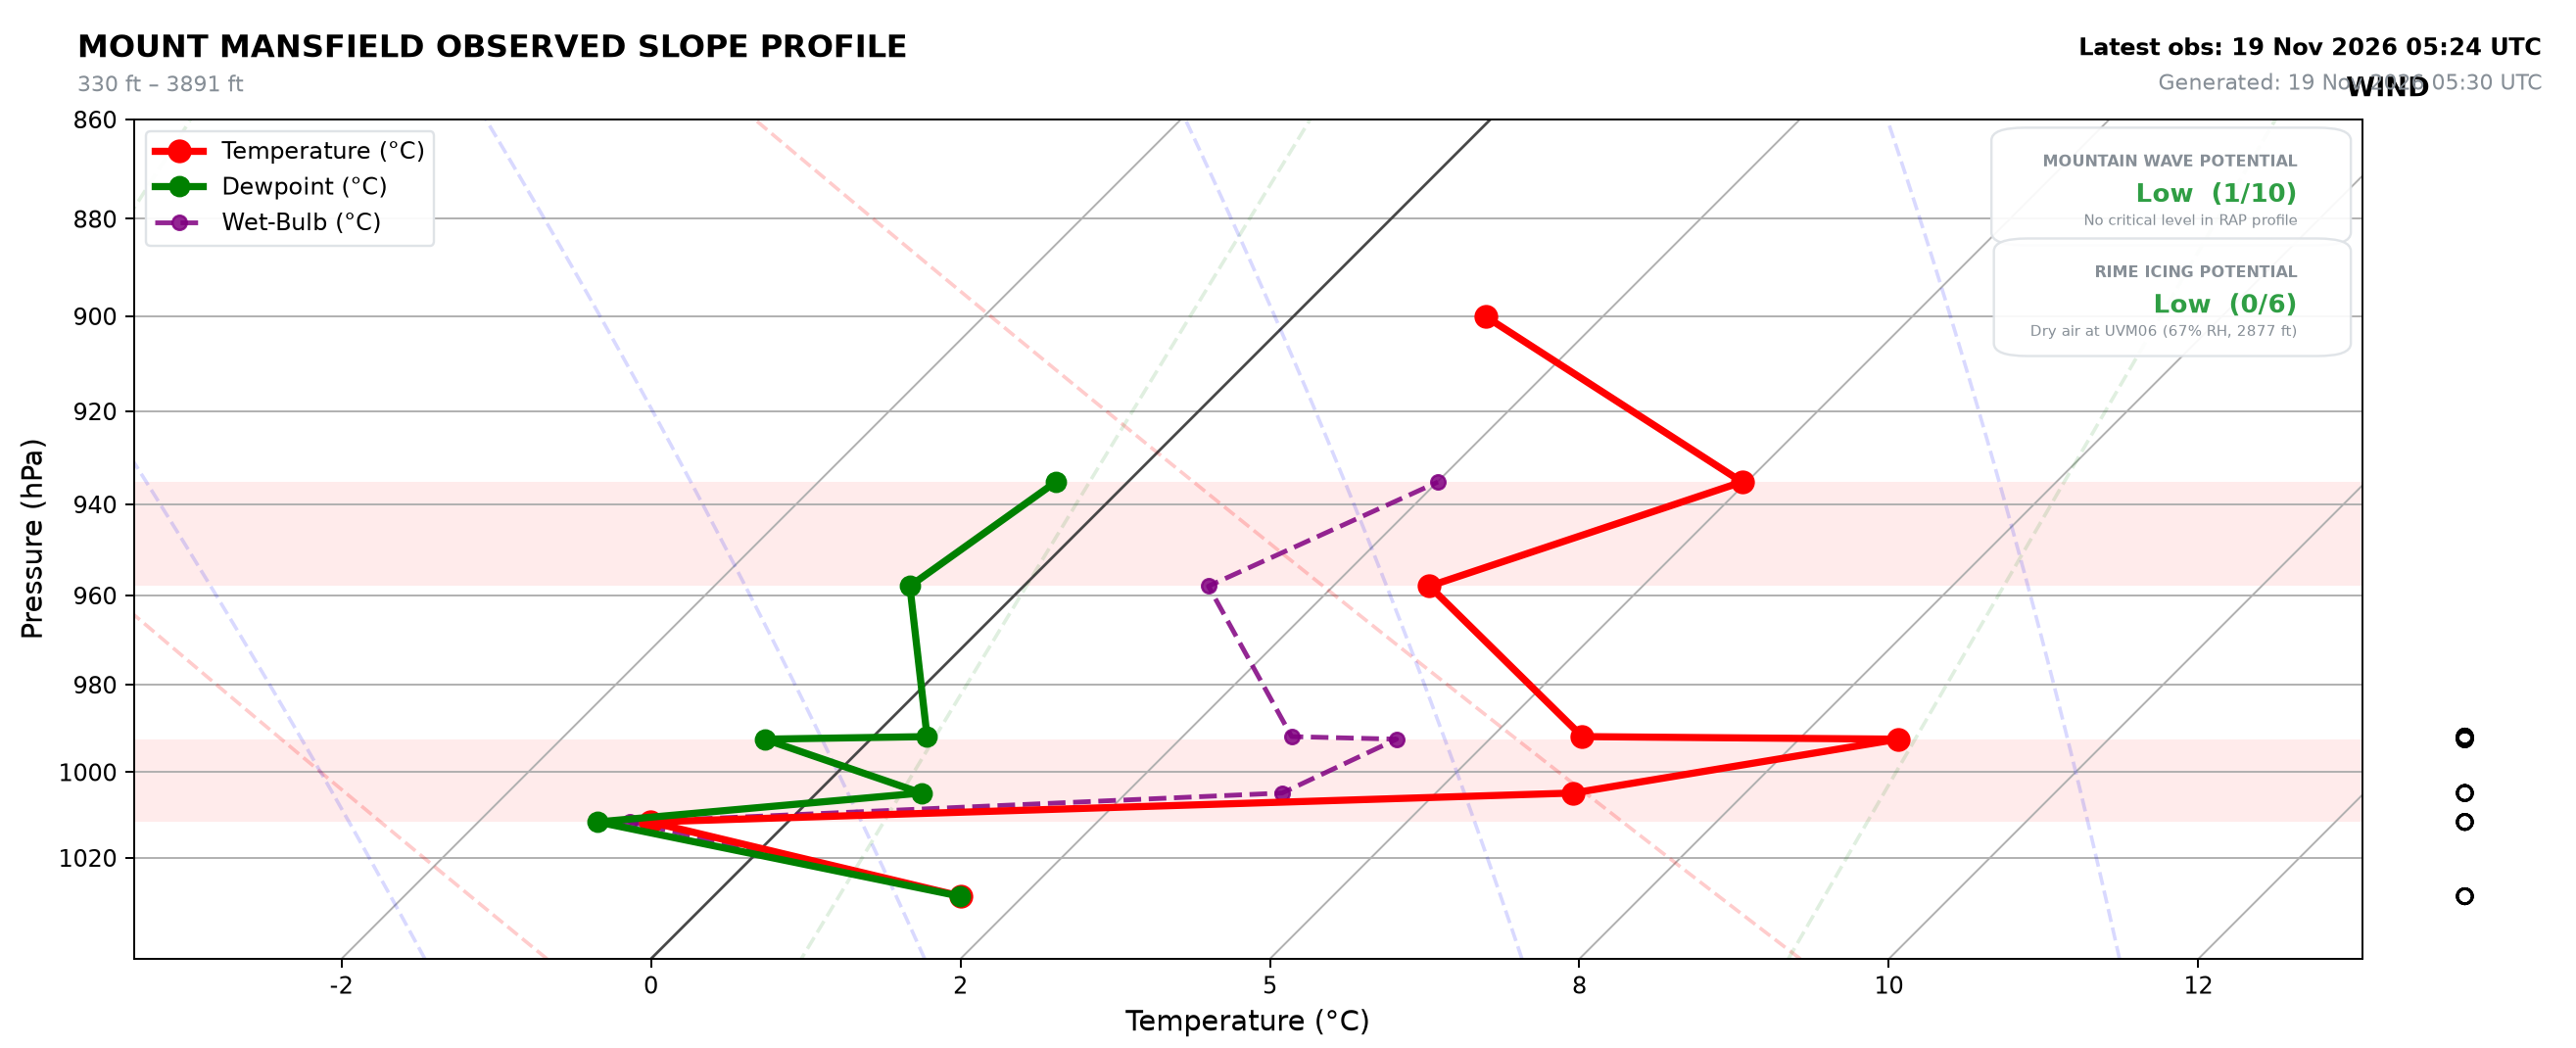 MOUNT MANSFIELD OBSERVED SLOPE PROFILE
330 ft – 3891 ft
Latest obs: 19 Nov 2026 05:24 UTC
Generated: 19 Nov 2026 05:30 UTC
WIND
Temperature (°C)
Dewpoint (°C)
Wet-Bulb (°C)
MOUNTAIN WAVE POTENTIAL
Low (1/10)
No critical level in RAP profile
RIME ICING POTENTIAL
Low (0/6)
Dry air at UVM06 (67% RH, 2877 ft)
Pressure (hPa)
860
880
900
920
940
960
980
1000
1020
-2 0 2 5 8 10 12
Temperature (°C)